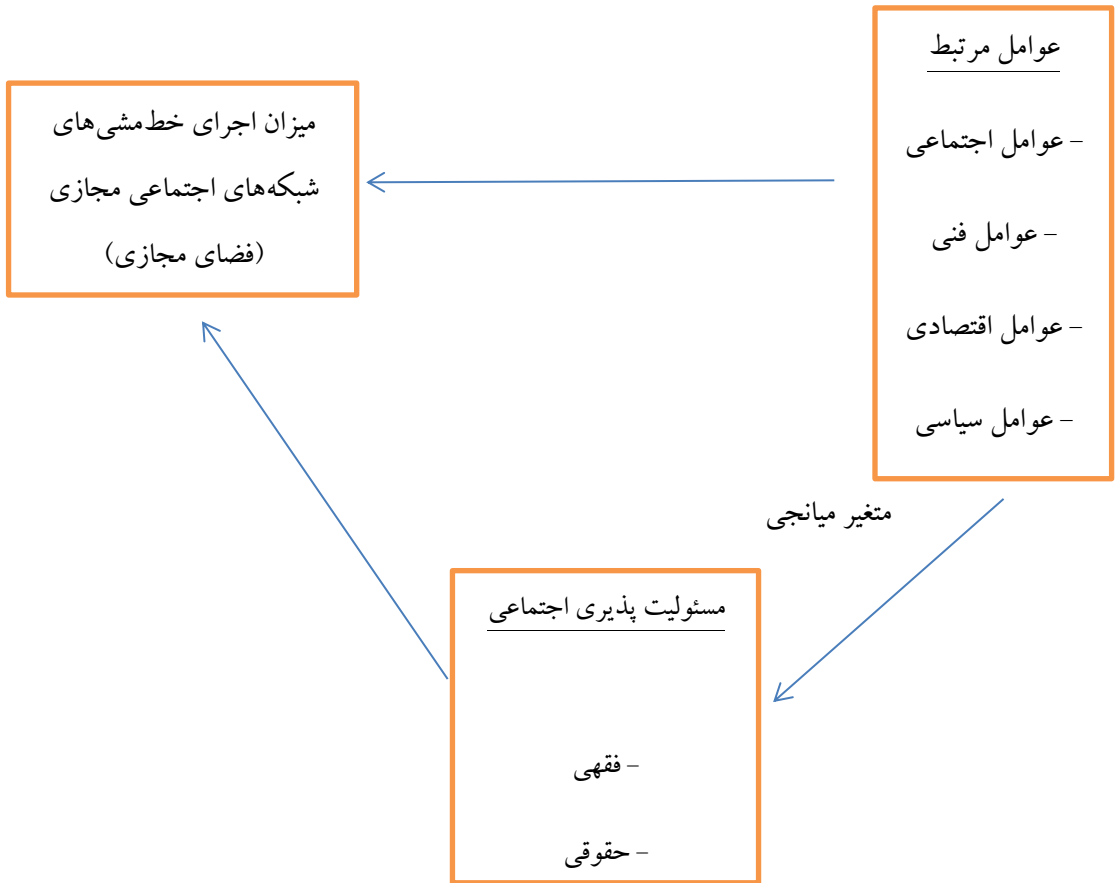 عوامل مرتبط
– عوامل اجتماعی
– عوامل فنی
– عوامل اقتصادی
– عوامل سیاسی
میزان اجرای خط‌مشی‌های
شبکه‌های اجتماعی مجازی
(فضای مجازی)
متغیر میانجی
مسئولیت پذیری اجتماعی
– فقهی
– حقوقی